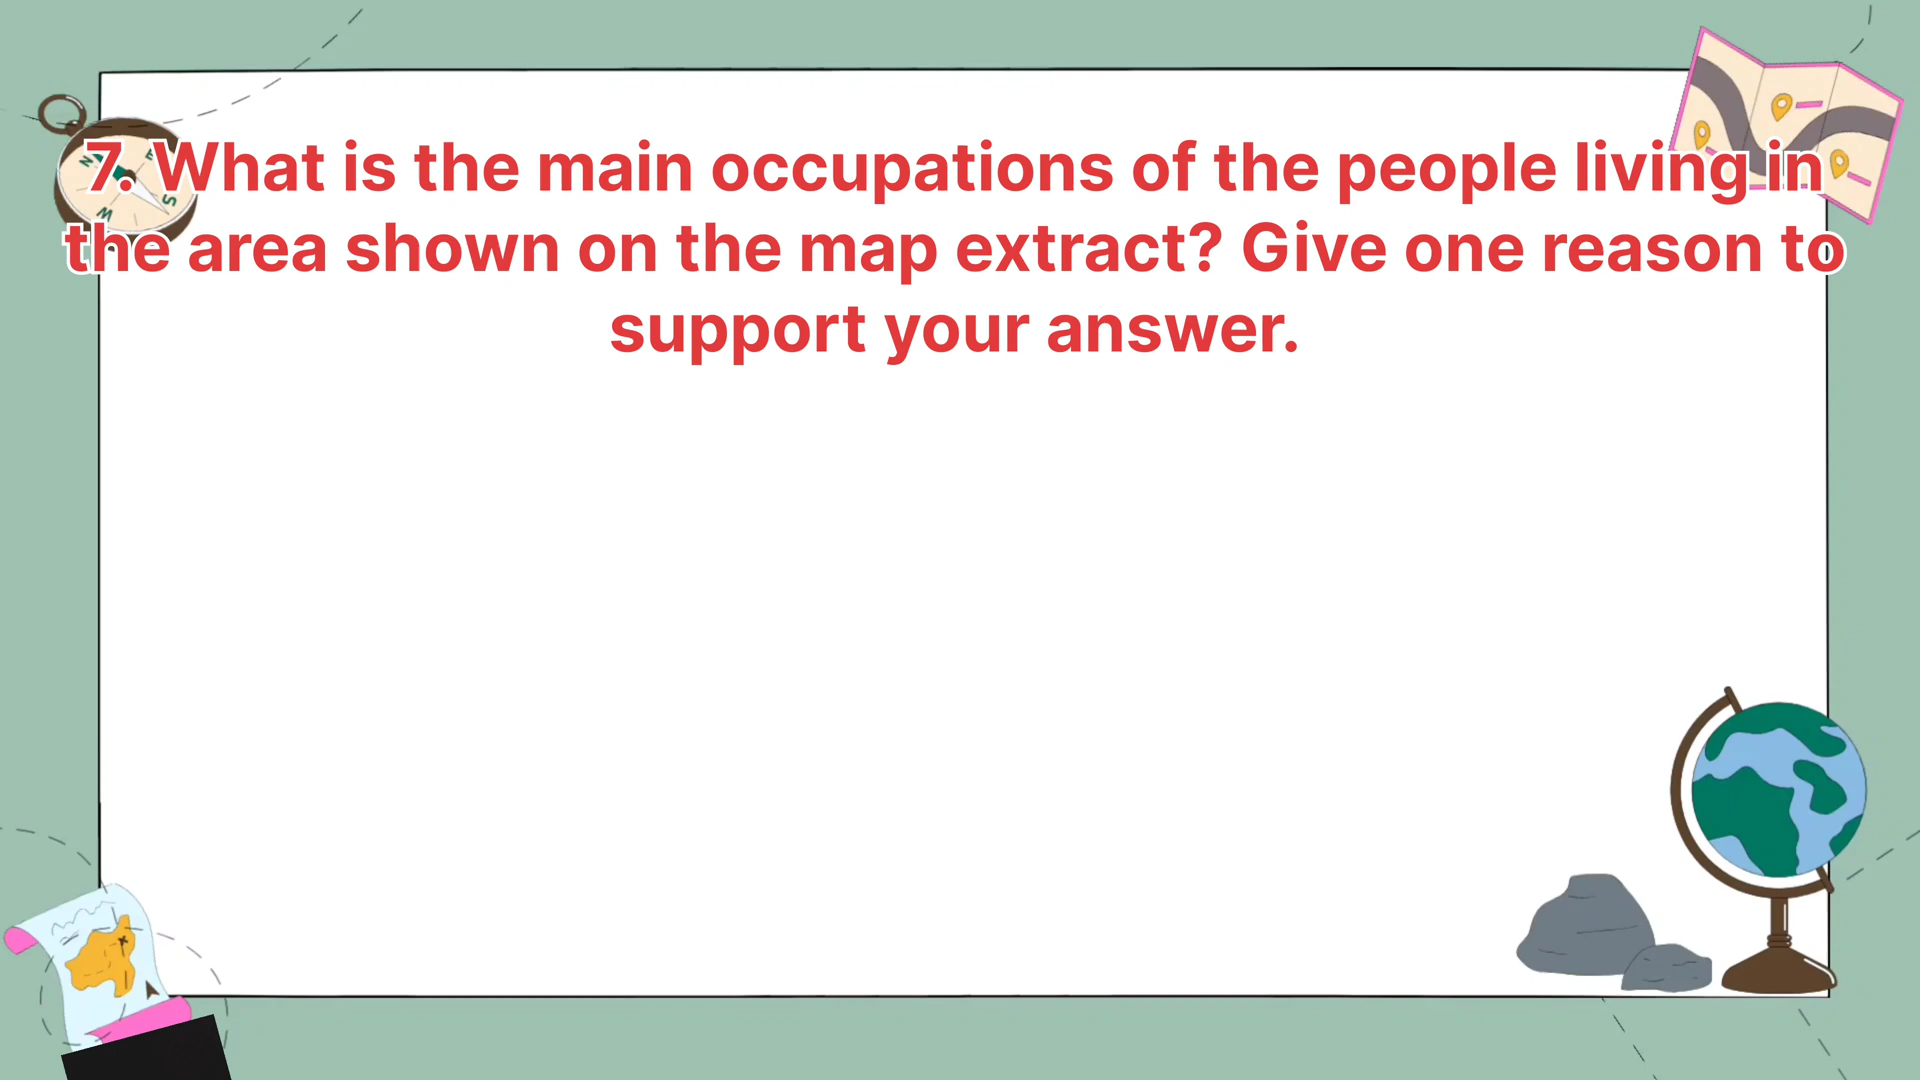 7. What is the main occupations of the people living in
the area shown on the map extract? Give one reason to
support your answer.
N
E
S
W